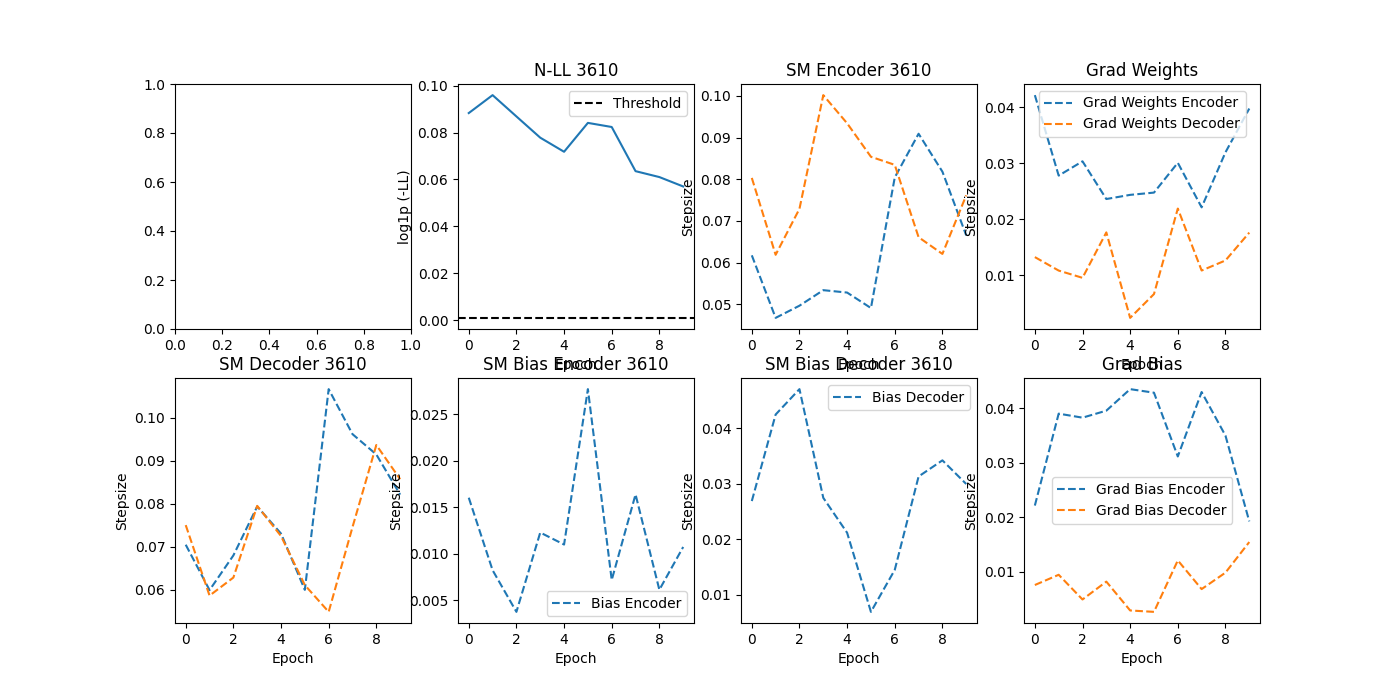 1.0
0.8
0.6
0.4
0.2
0.0
0.0 0.2 0.4 0.6 0.8 1.0
N-LL 3610
0.10
0.08
0.06
0.04
0.02
0.00
log1p (-LL)
Threshold
0 2 4 6 8
Epoch
SM Encoder 3610
0.10
0.09
0.08
0.07
0.06
0.05
Stepsize
0 2 4 6 8
Epoch
Grad Weights
0.04
0.03
0.02
0.01
Stepsize
Grad Weights Encoder
Grad Weights Decoder
0 2 4 6 8
Epoch
SM Decoder 3610
0.10
0.09
0.08
0.07
0.06
Stepsize
0 2 4 6 8
Epoch
SM Bias Encoder 3610
0.025
0.020
0.015
0.010
0.005
Stepsize
Bias Encoder
0 2 4 6 8
Epoch
SM Bias Decoder 3610
0.04
0.03
0.02
0.01
Stepsize
Bias Decoder
0 2 4 6 8
Epoch
Grad Bias
0.04
0.03
0.02
0.01
Stepsize
Grad Bias Encoder
Grad Bias Decoder
0 2 4 6 8
Epoch